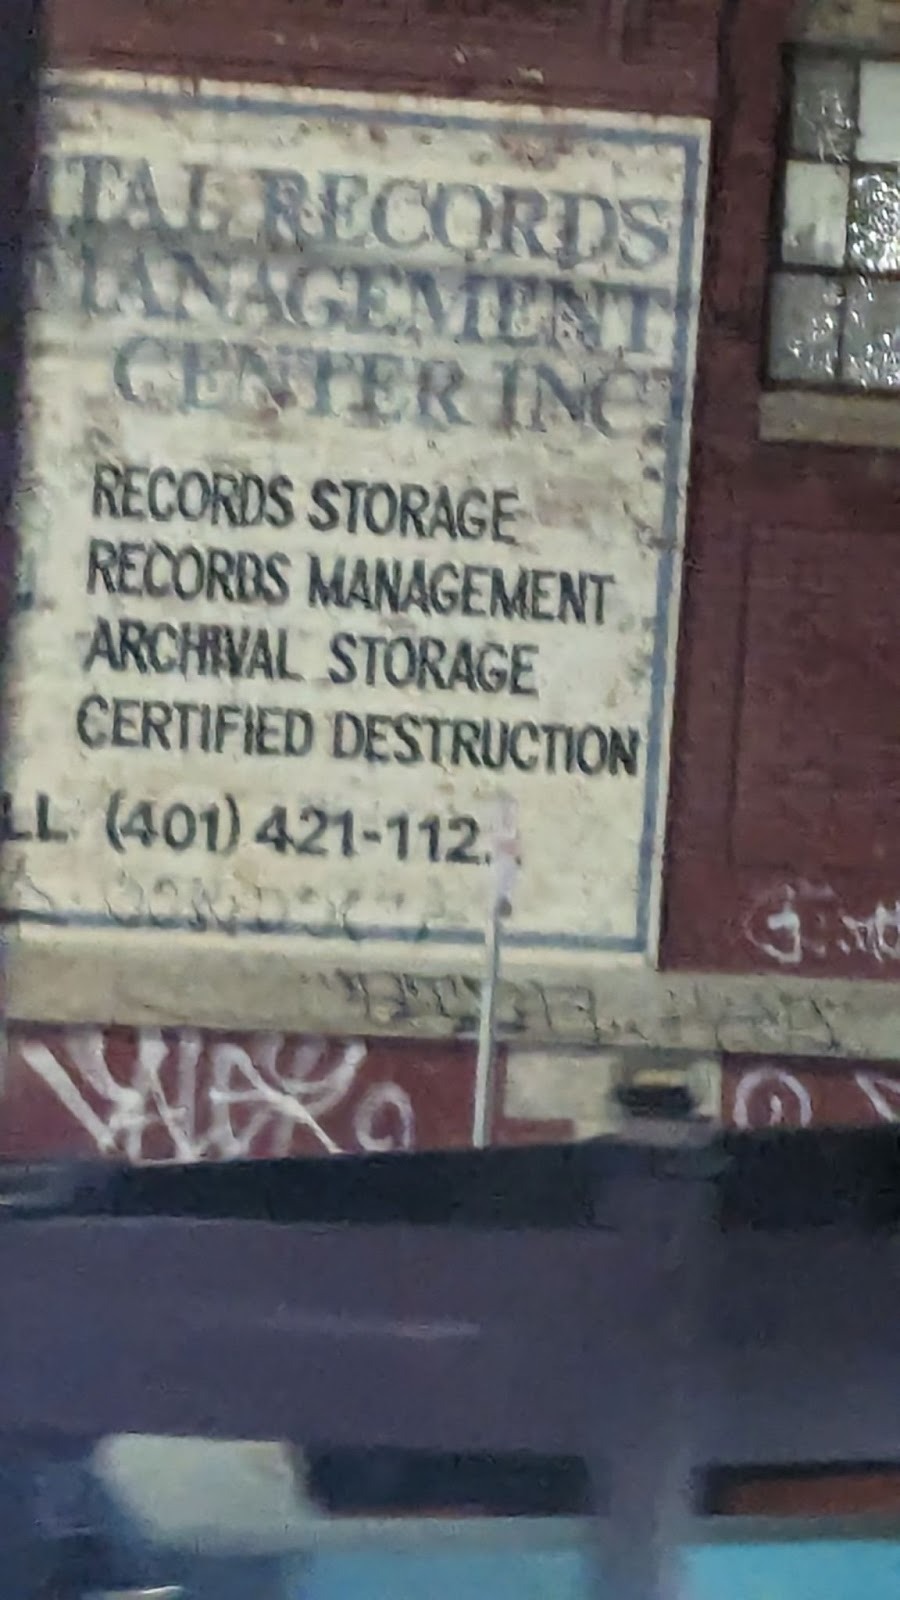 TAL RECORDS
MANAGEMENT
CENTER INC
RECORDS STORAGE
RECORDS MANAGEMENT
ARCHIVAL STORAGE
CERTIFIED DESTRUCTION
LL (401) 421-112